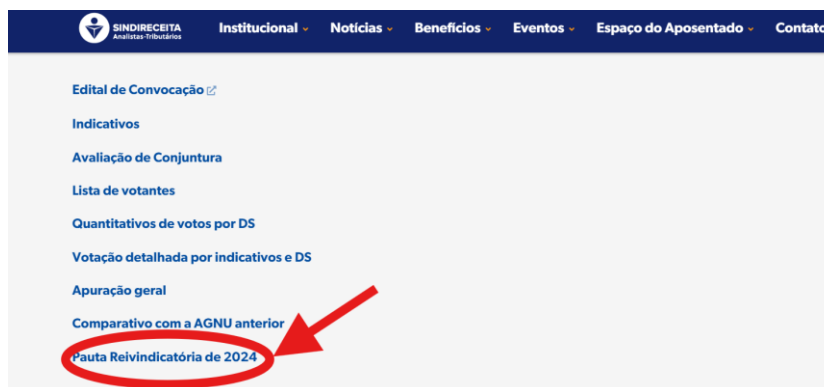 SINDIRECEITA
Analistas-Tributários
Institucional Notícias Benefícios Eventos Espaço do Aposentado Contato
Edital de Convocação
Indicativos
Avaliação de Conjuntura
Lista de votantes
Quantitativos de votos por DS
Votação detalhada por indicativos e DS
Apuração geral
Comparativo com a AGNU anterior
Pauta Reivindicatória de 2024